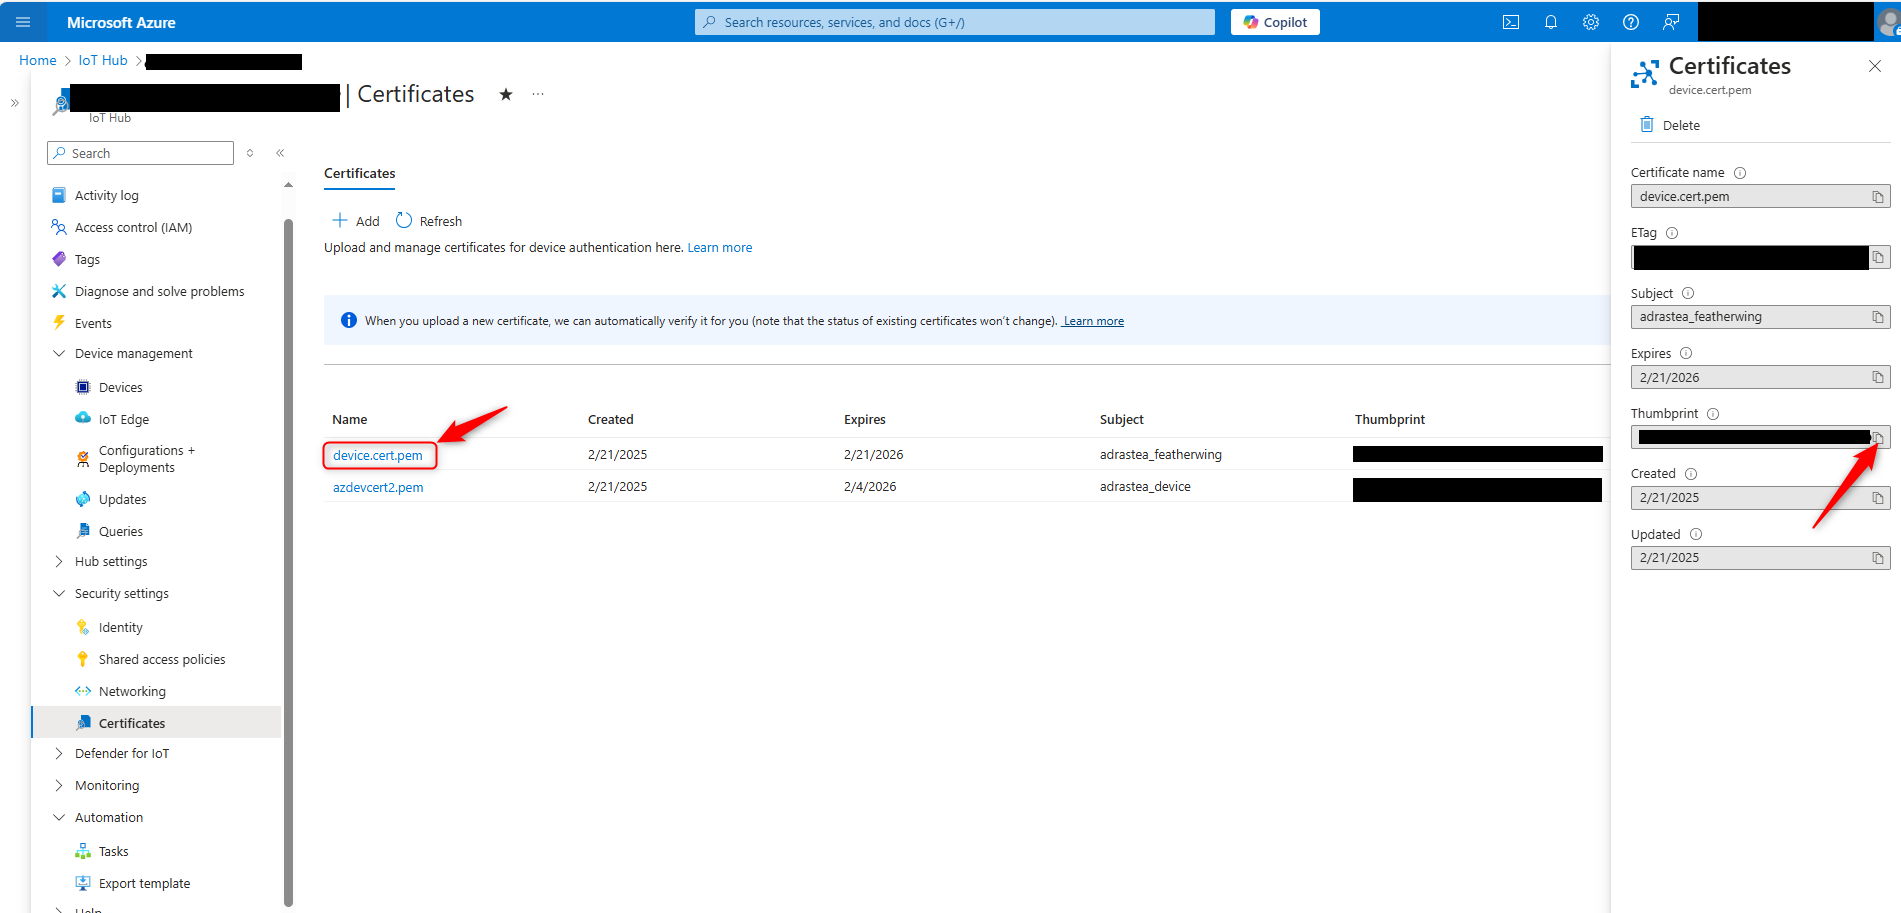 Microsoft Azure
Search resources, services, and docs (G+/)
Copilot
Home > IoT Hub >
| Certificates
IoT Hub
Search
Activity log
Access control (IAM)
Tags
Diagnose and solve problems
Events
Device management
Devices
IoT Edge
Configurations +
Deployments
Updates
Queries
Hub settings
Security settings
Identity
Shared access policies
Networking
Certificates
Defender for IoT
Monitoring
Automation
Tasks
Export template
Help
Certificates
Add
Refresh
Upload and manage certificates for device authentication here. Learn more
When you upload a new certificate, we can automatically verify it for you (note that the status of existing certificates won't change). Learn more
Name Created Expires Subject Thumbprint
device.cert.pem 2/21/2025 2/21/2026 adrastea_featherwing
azdevcert2.pem 2/21/2025 2/4/2026 adrastea_device
Certificates
device.cert.pem
Delete
Certificate name
device.cert.pem
ETag
Subject
adrastea_featherwing
Expires
2/21/2026
Thumbprint
Created
2/21/2025
Updated
2/21/2025